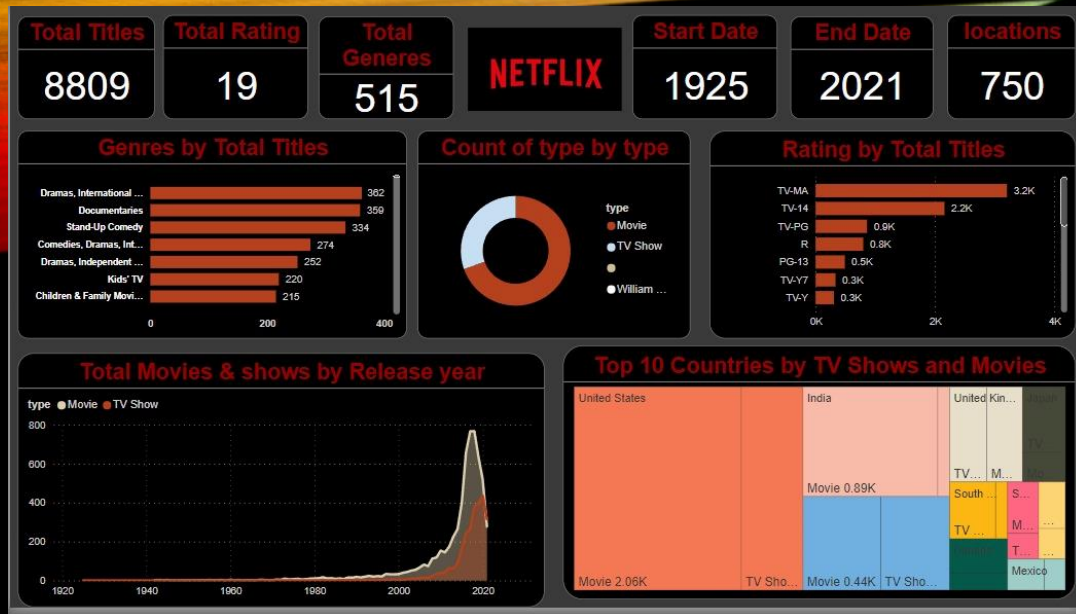 Total Titles
8809
Total Rating
19
Total
Generes
515
NETFLIX
Start Date
1925
End Date
2021
locations
750
Genres by Total Titles
Dramas, International ...
362
Documentaries
359
Stand-Up Comedy
334
Comedies, Dramas, Int...
274
Dramas, Independent ...
252
Kids' TV
220
Children & Family Movi...
215
0
200
400
Count of type by type
type
Movie
TV Show
William ...
Rating by Total Titles
TV-MA
3.2K
TV-14
2.2K
TV-PG
0.9K
R
0.8K
PG-13
0.5K
TV-Y7
0.3K
TV-Y
0.3K
0K
2K
4K
Total Movies & shows by Release year
type
Movie
TV Show
800
600
400
200
0
1920
1940
1960
1980
2000
2020
Top 10 Countries by TV Shows and Movies
United States
Movie 2.06K
TV Sho...
India
Movie 0.89K
Movie 0.44K
TV Sho...
United Kin...
TV...
M...
Japan
TV...
Mo...
South ...
TV ...
S...
M...
T...
...
...
Mexico